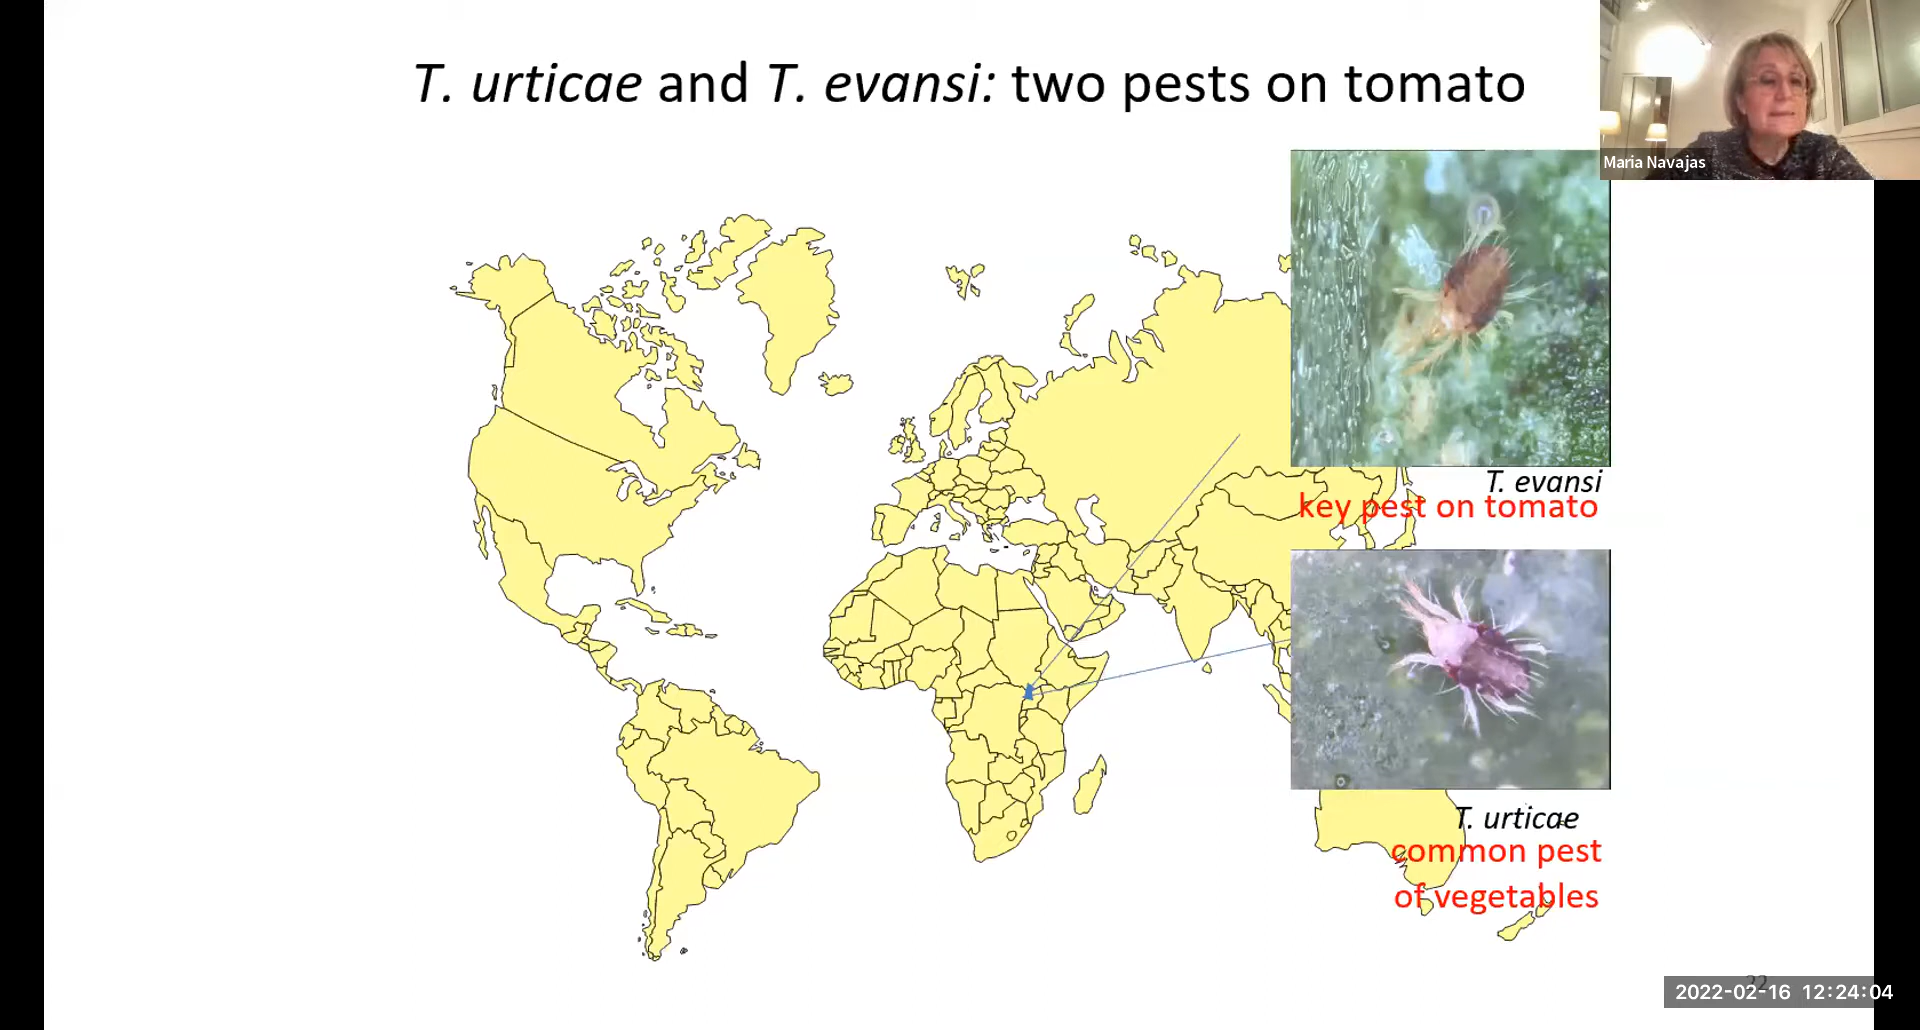 T. urticae and T. evansi: two pests on tomato
Maria Navajas
T. evansi
key pest on tomato
T. urticae
common pest
of vegetables
22
2022-02-16 12:24:04